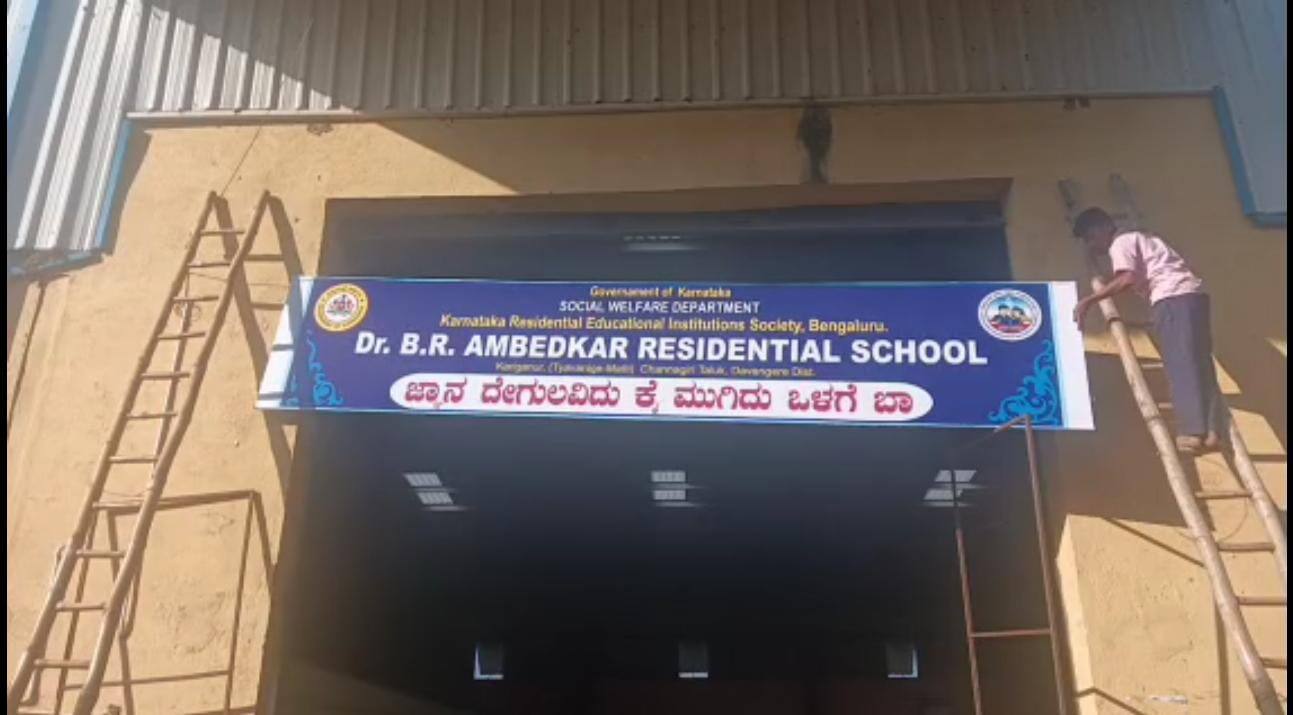 Governament of Karnataka
SOCIAL WELFARE DEPARTMENT
Karnataka Residential Educational Institutions Society, Bengaluru.
Dr. B.R. AMBEDKAR RESIDENTIAL SCHOOL
Channagiri Taluk, Davangere Dist.
ಜ್ಞಾನ ದೇಗುಲವಿದು ಕೈ ಮುಗಿದು ಒಳಗೆ ಬಾ